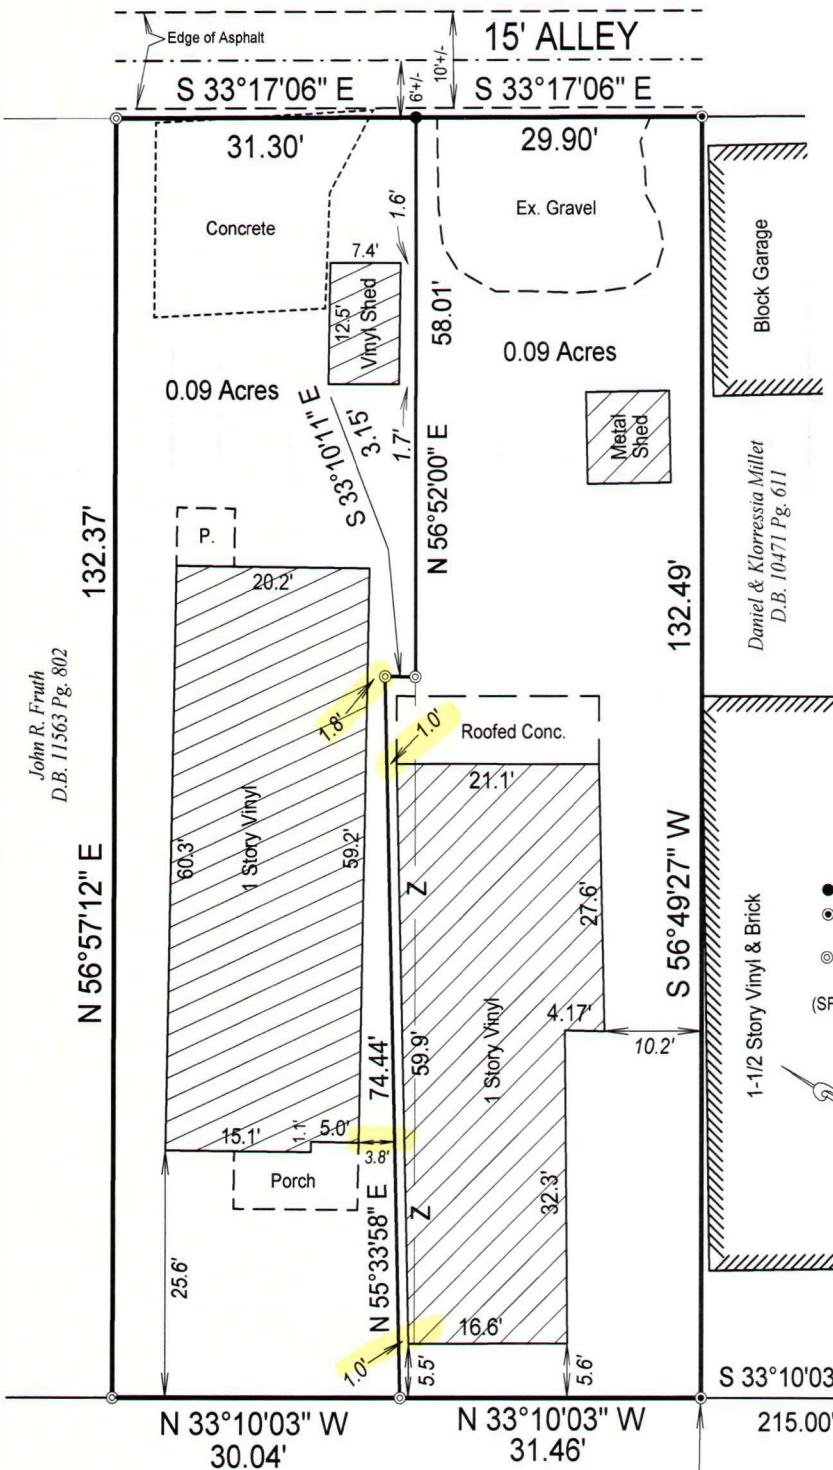 Edge of Asphalt
15' ALLEY
6'+/-
10'+/-
S 33°17'06" E
S 33°17'06" E
31.30'
29.90'
Concrete
Ex. Gravel
1.6'
7.4'
12.5'
Vinyl Shed
58.01'
Block Garage
0.09 Acres
0.09 Acres
S 33°10'11" E
3.15'
1.7'
N 56°52'00" E
Metal
Shed
Daniel & Klorressia Millet
D.B. 10471 Pg. 611
132.37'
P.
20.2'
132.49'
John R. Fruth
D.B. 11563 Pg. 802
1.8'
1.0'
Roofed Conc.
21.1'
N 56°57'12" E
60.3'
1 Story Vinyl
59.2'
Z
27.6'
S 56°49'27" W
1-1/2 Story Vinyl & Brick
(SF
74.44'
59.9'
1 Story Vinyl
4.17'
10.2'
15.1'
1.1'
5.0'
3.8'
Porch
N 55°33'58" E
Z
32.3'
25.6'
1.0'
16.6'
5.5'
5.6'
N 33°10'03" W
30.04'
N 33°10'03" W
31.46'
S 33°10'03
215.00'